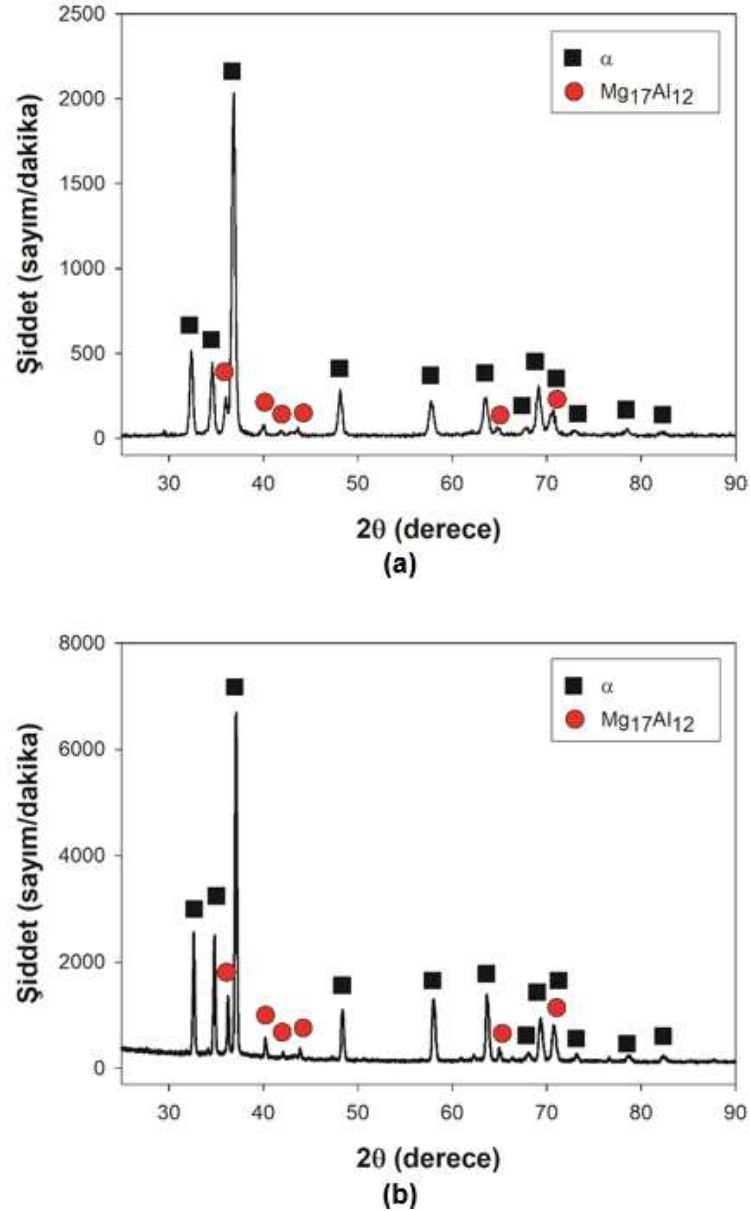 2500
2000
1500
1000
500
0
Şiddet (sayım/dakika)
α
Mg17Al12
30 40 50 60 70 80 90
2θ (derece)
(a)
8000
6000
4000
2000
0
Şiddet (sayım/dakika)
α
Mg17Al12
30 40 50 60 70 80 90
2θ (derece)
(b)